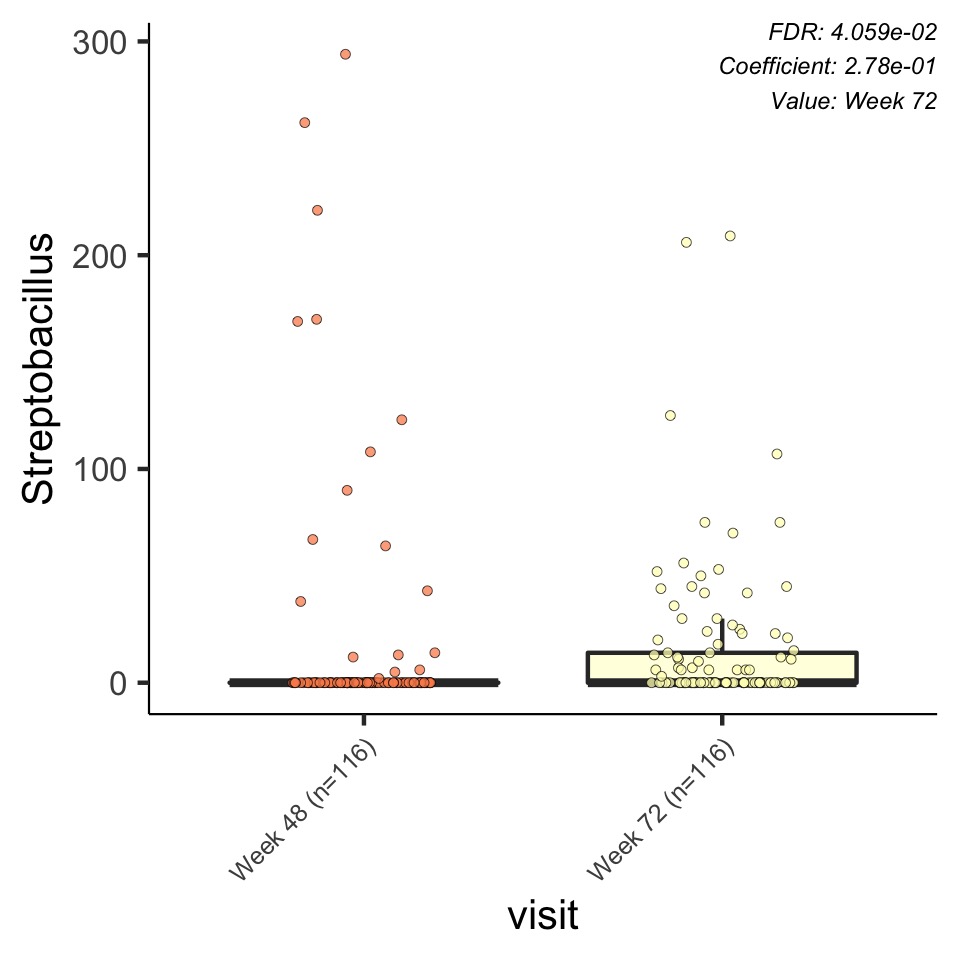 FDR: 4.059e-02
Coefficient: 2.78e-01
Value: Week 72
300
200
100
0
Streptobacillus
Week 48 (n=116)
Week 72 (n=116)
visit